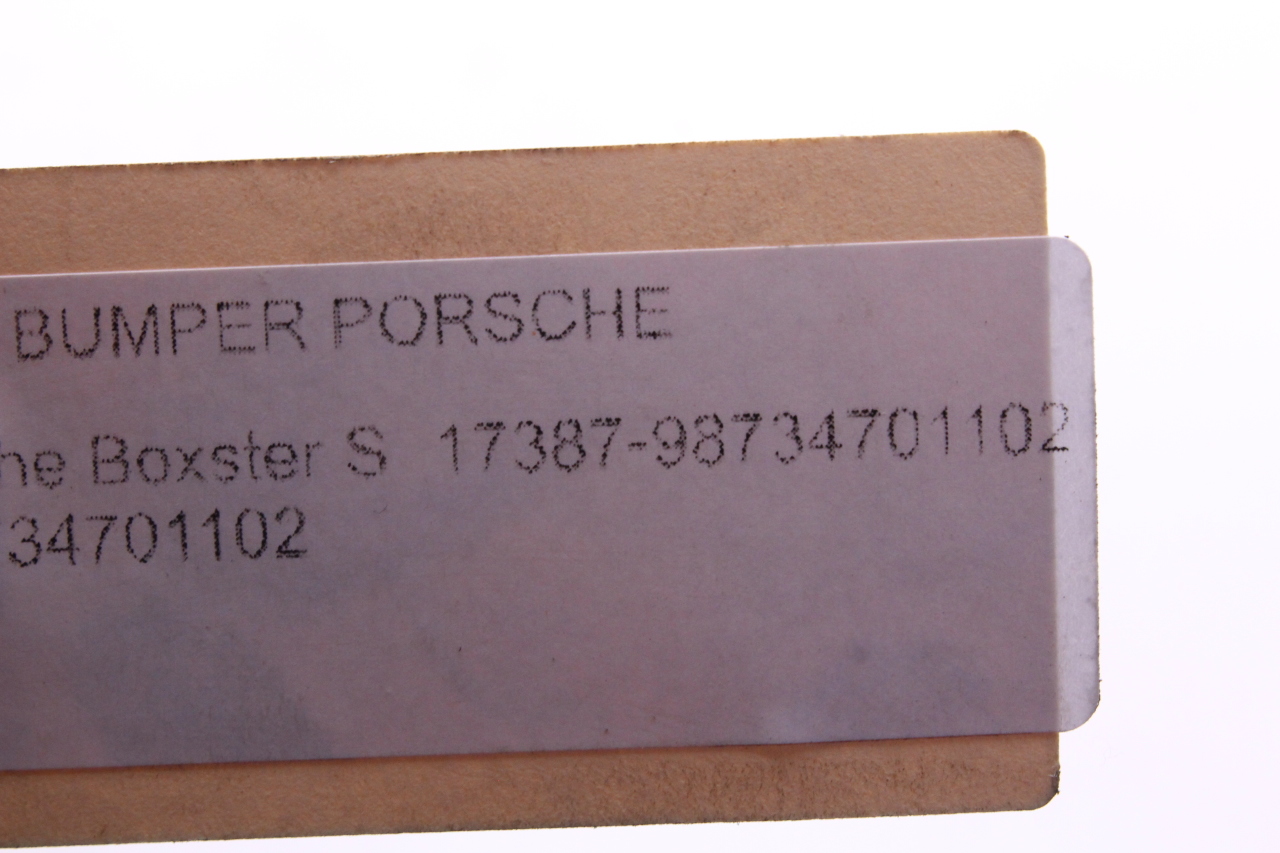 BUMPER PORSCHE
he Boxster S 17387-98734701102
34701102